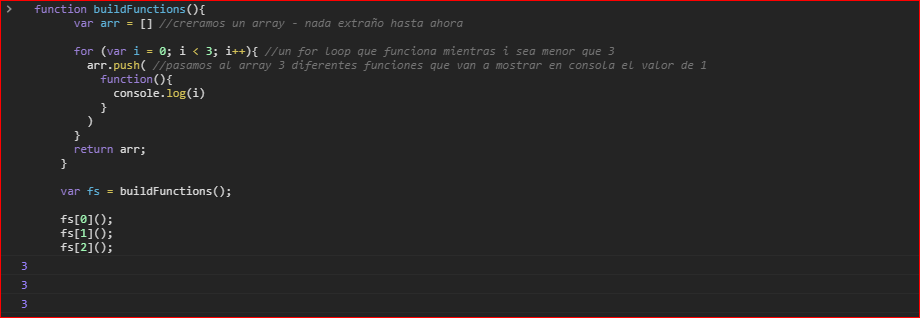 function buildFunctions(){
var arr = [] //creramos un array - nada extraño hasta ahora
for (var i = 0; i < 3; i++){ //un for loop que funciona mientras i sea menor que 3
arr.push( //pasamos al array 3 diferentes funciones que van a mostrar en consola el valor de 1
function(){
console.log(i)
}
)
}
return arr;
}
var fs = buildFunctions();
fs[0]();
fs[1]();
fs[2]();
3
3
3